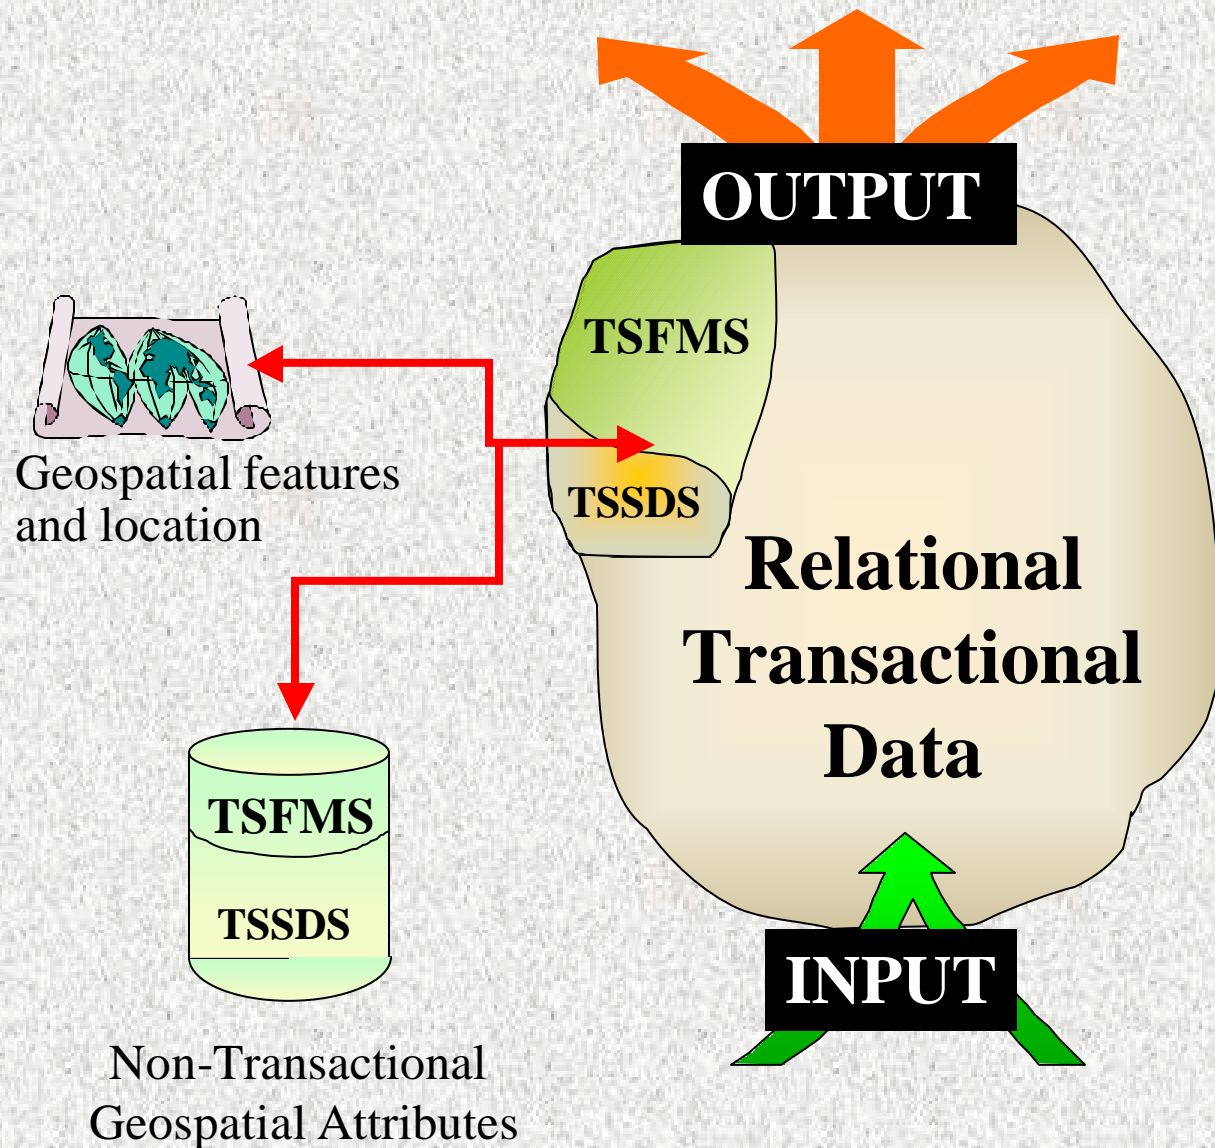 OUTPUT
TSFMS
TSSDS
Geospatial features
and location
Relational
Transactional
Data
TSFMS
TSSDS
INPUT
Non-Transactional
Geospatial Attributes